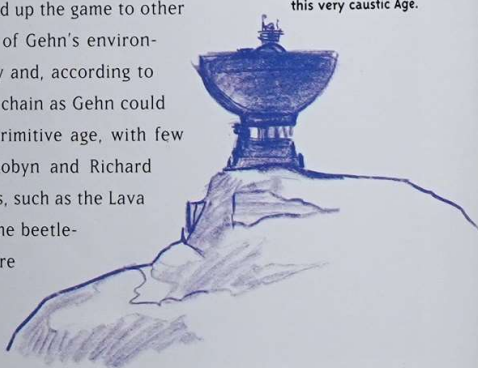 this very caustic Age.
d up the game to other
of Gehn's environ-
y and, according to
chain as Gehn could
rimitive age, with few
obyn and Richard
s, such as the Lava
he beetle-
re